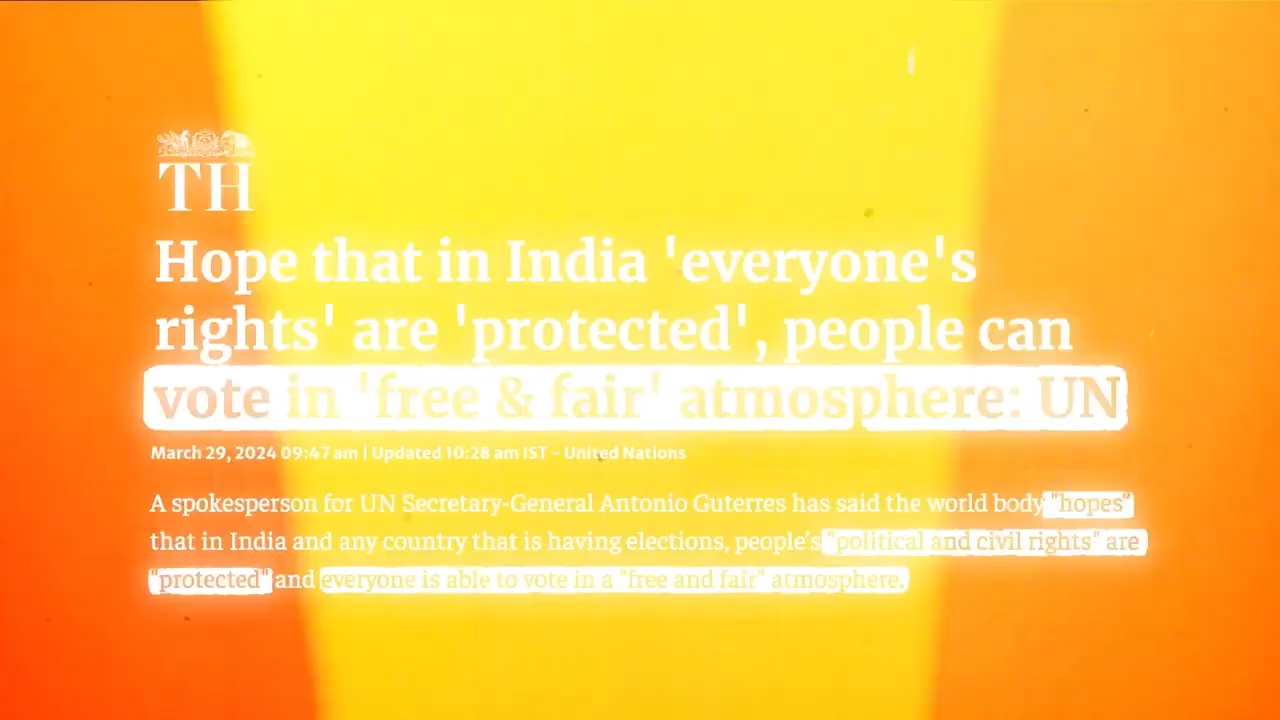 TH
Hope that in India 'everyone's
rights' are 'protected', people can
vote in 'free & fair' atmosphere: UN
March 29, 2024 09:47 am | Updated 10:28 am IST - United Nations
A spokesperson for UN Secretary-General Antonio Guterres has said the world body "hopes"
that in India and any country that is having elections, people's "political and civil rights" are
"protected" and everyone is able to vote in a "free and fair" atmosphere.